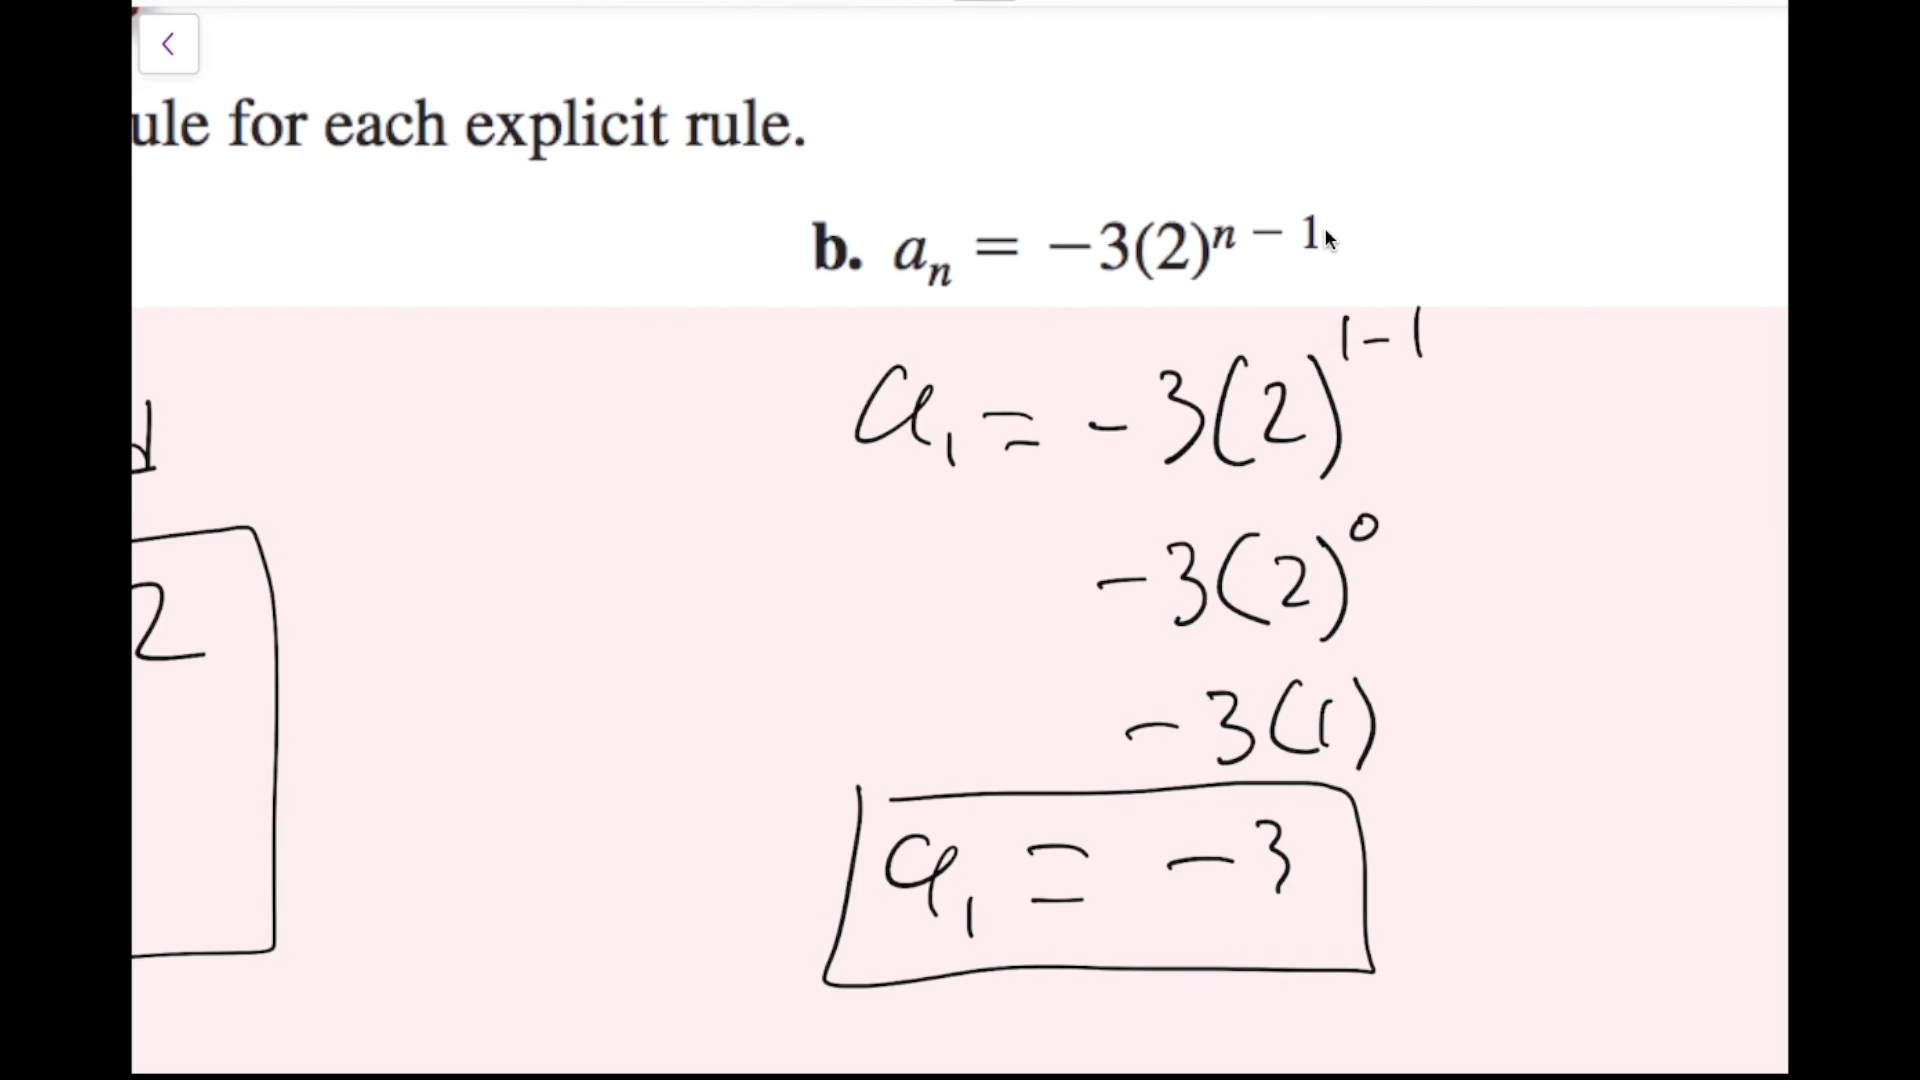 ule for each explicit rule.
b. aₙ = −3(2)ⁿ ⁻ ¹
a₁ = -3(2)¹⁻¹
d
-3(2)⁰
2
-3(1)
a₁ = -3